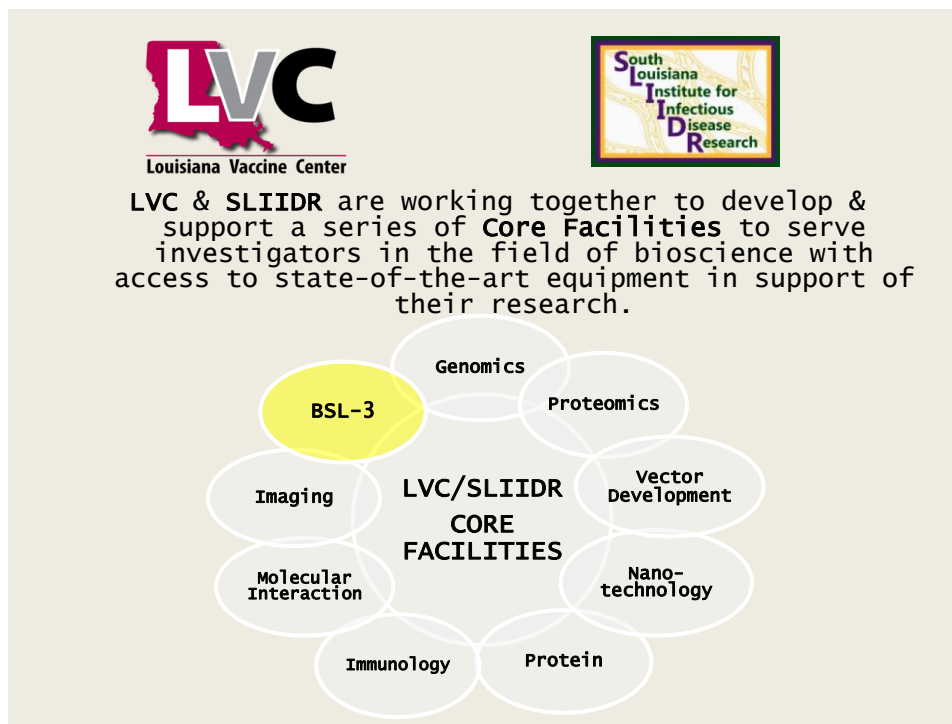 LVC
Louisiana Vaccine Center
South
Louisiana
Institute for
Infectious
Disease
Research
LVC & SLIIDR are working together to develop &
support a series of Core Facilities to serve
investigators in the field of bioscience with
access to state-of-the-art equipment in support of
their research.
Genomics
BSL-3
Proteomics
Vector
Development
Imaging
LVC/SLIIDR
CORE
FACILITIES
Molecular
Interaction
Nano-
technology
Immunology
Protein